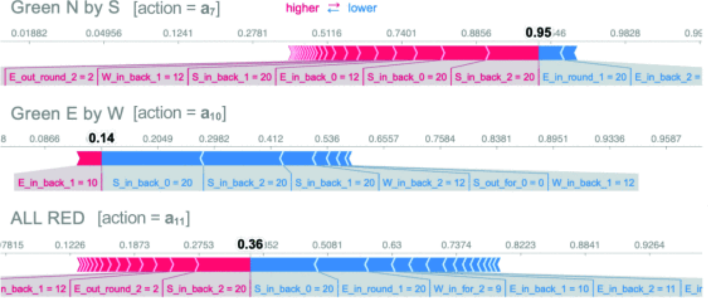 Green N by S [action = a7]
higher ⇄ lower
0.01882 0.04956 0.1241 0.2781 0.5116 0.7401 0.8856 0.95 0.9828
E_out_round_2 = 2 W_in_back_1 = 12 S_in_back_1 = 20 E_in_back_0 = 12 S_in_back_0 = 20 S_in_back_2 = 20 E_in_round_1 = 20 E_in_back_2 =
Green E by W [action = a10]
8 0.0866 0.14 0.2049 0.2982 0.412 0.536 0.6557 0.7584 0.8381 0.8951 0.9336 0.9587
E_in_back_1 = 10 S_in_back_0 = 20 S_in_back_2 = 20 S_in_back_1 = 20 W_in_back_2 = 12 S_out_for_0 = 0 W_in_back_1 = 12
ALL RED [action = a11]
07815 0.1226 0.1873 0.2753 0.36 452 0.5081 0.63 0.7374 0.8223 0.8841 0.9264
n_back_1 = 12 E_out_round_2 = 2 S_in_back_2 = 20 S_in_back_0 = 20 E_in_round_1 = 20 W_in_for_2 = 9 E_in_back_1 = 10 E_in_back_2 = 11 E_in